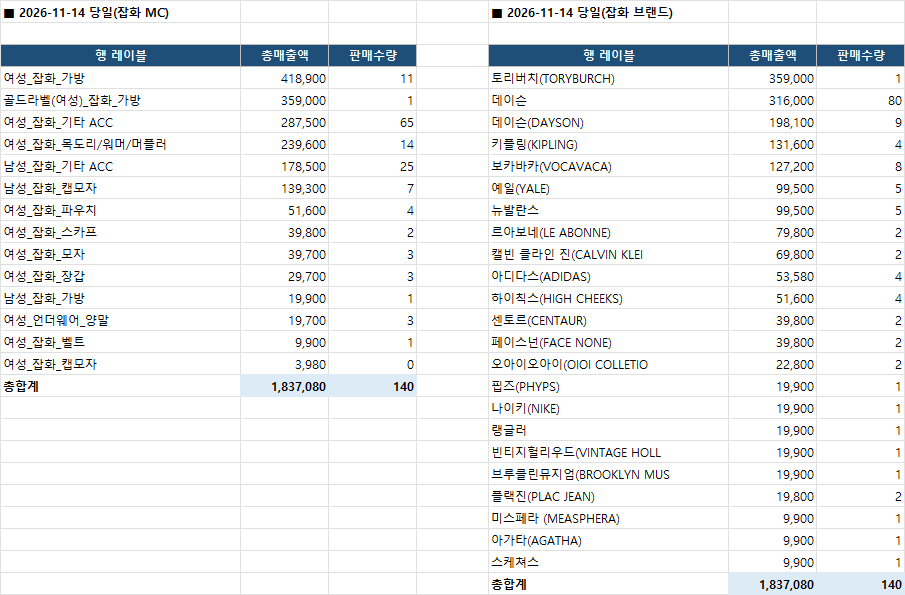 ■ 2026-11-14 당일(잡화 MC)
행 레이블 총매출액 판매수량
여성_잡화_가방 418,900 11
골드라벨(여성)_잡화_가방 359,000 1
여성_잡화_기타 ACC 287,500 65
여성_잡화_목도리/워머/머플러 239,600 14
남성_잡화_기타 ACC 178,500 25
남성_잡화_캡모자 139,300 7
여성_잡화_파우치 51,600 4
여성_잡화_스카프 39,800 2
여성_잡화_모자 39,700 3
여성_잡화_장갑 29,700 3
남성_잡화_가방 19,900 1
여성_언더웨어_양말 19,700 3
여성_잡화_벨트 9,900 1
여성_잡화_캡모자 3,980 0
총합계 1,837,080 140
■ 2026-11-14 당일(잡화 브랜드)
행 레이블 총매출액 판매수량
토리버치(TORYBURCH) 359,000 1
데이슨 316,000 80
데이슨(DAYSON) 198,100 9
키플링(KIPLING) 131,600 4
보카바카(VOCAVACA) 127,200 8
예일(YALE) 99,500 5
뉴발란스 99,500 5
르아보네(LE ABONNE) 79,800 2
캘빈 클라인 진(CALVIN KLEI 69,800 2
아디다스(ADIDAS) 53,580 4
하이칙스(HIGH CHEEKS) 51,600 4
센토르(CENTAUR) 39,800 2
페이스넌(FACE NONE) 39,800 2
오아이오아이(OIOI COLLETIO 22,800 2
핍즈(PHYPS) 19,900 1
나이키(NIKE) 19,900 1
랭글러 19,900 1
빈티지헐리우드(VINTAGE HOLL 19,900 1
브루클린뮤지엄(BROOKLYN MUS 19,900 1
플랙진(PLAC JEAN) 19,800 2
미스페라 (MEASPHERA) 9,900 1
아가타(AGATHA) 9,900 1
스케쳐스 9,900 1
총합계 1,837,080 140